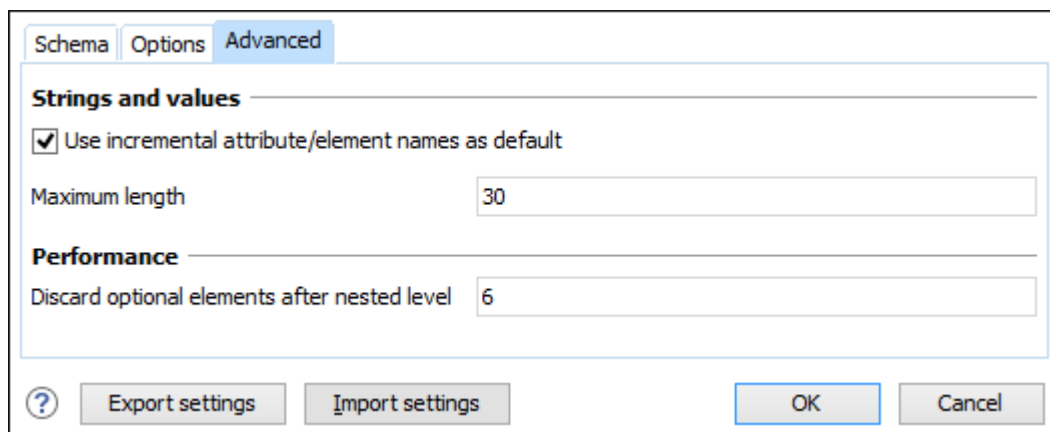 Schema Options Advanced
Strings and values
Use incremental attribute/element names as default
Maximum length 30
Performance
Discard optional elements after nested level 6
? Export settings Import settings OK Cancel